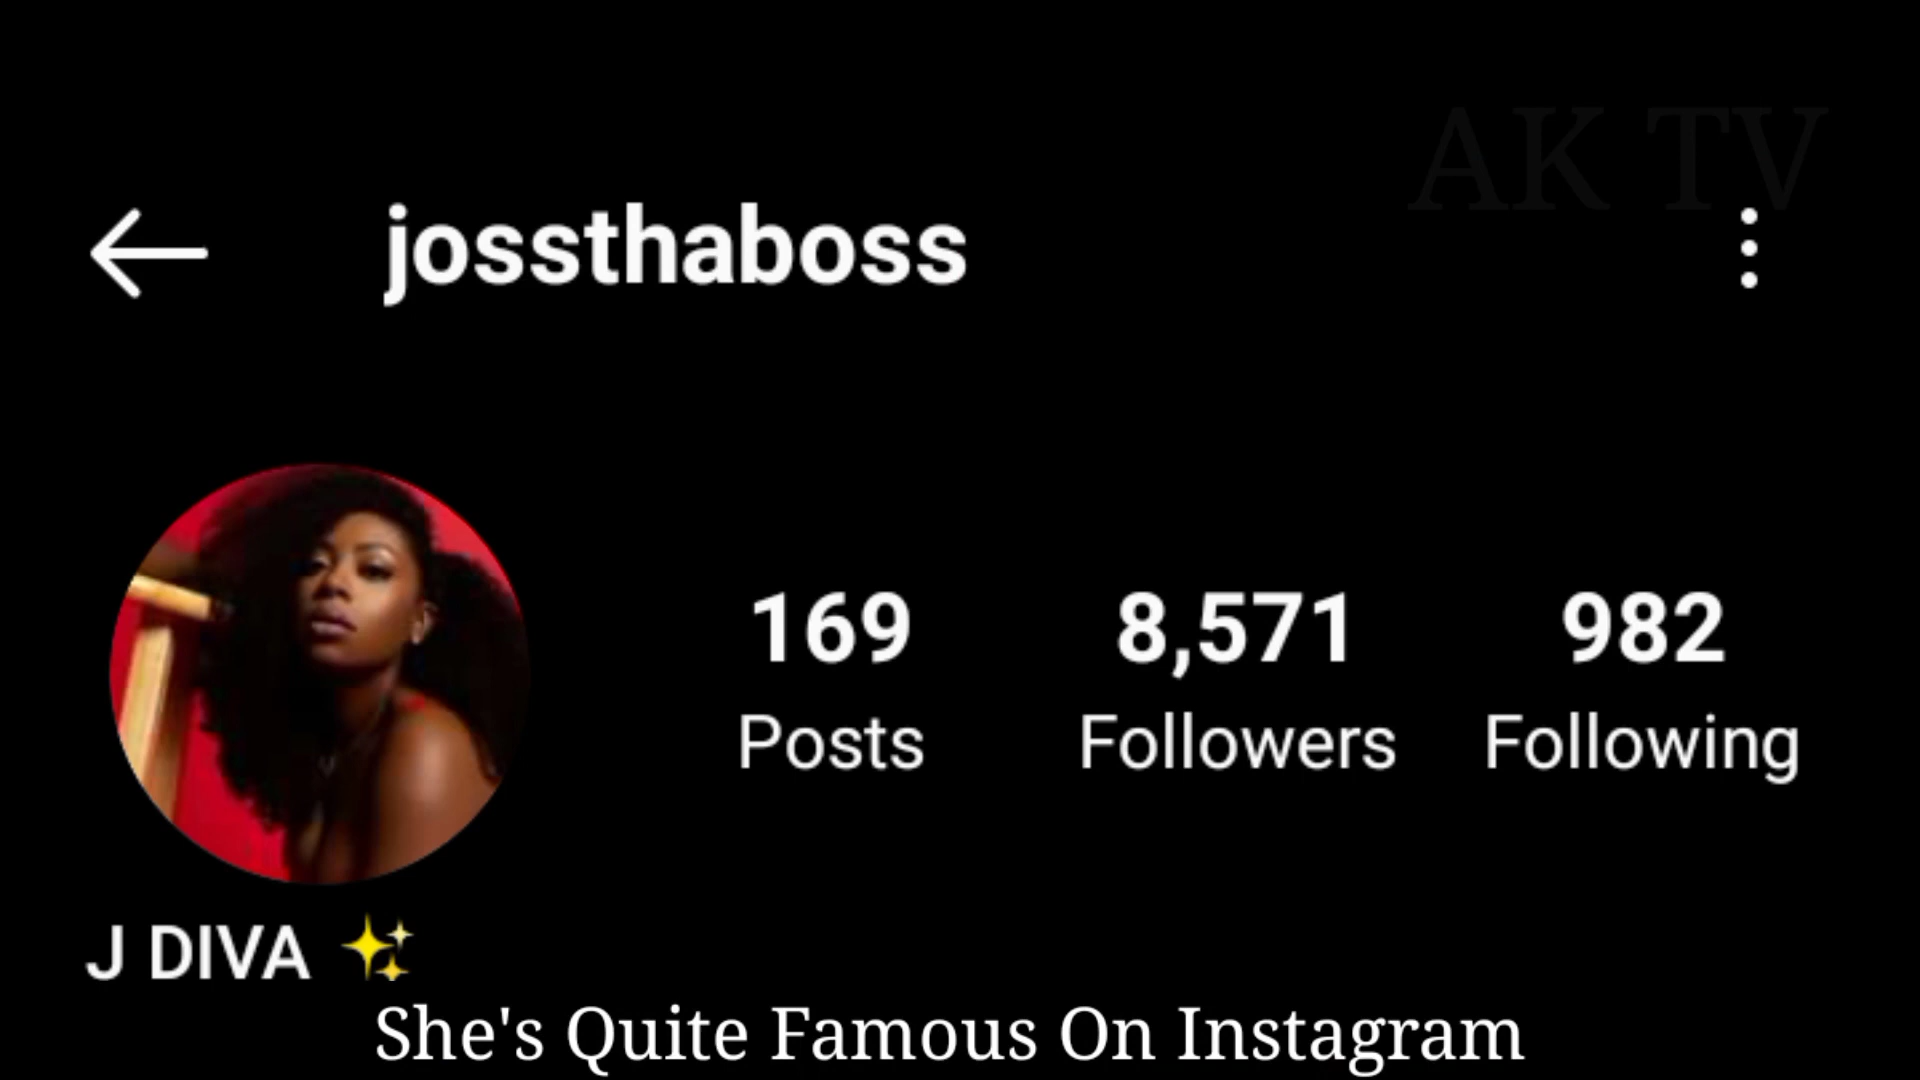 AK TV
jossthaboss
169 8,571 982
Posts Followers Following
J DIVA ✨
She's Quite Famous On Instagram